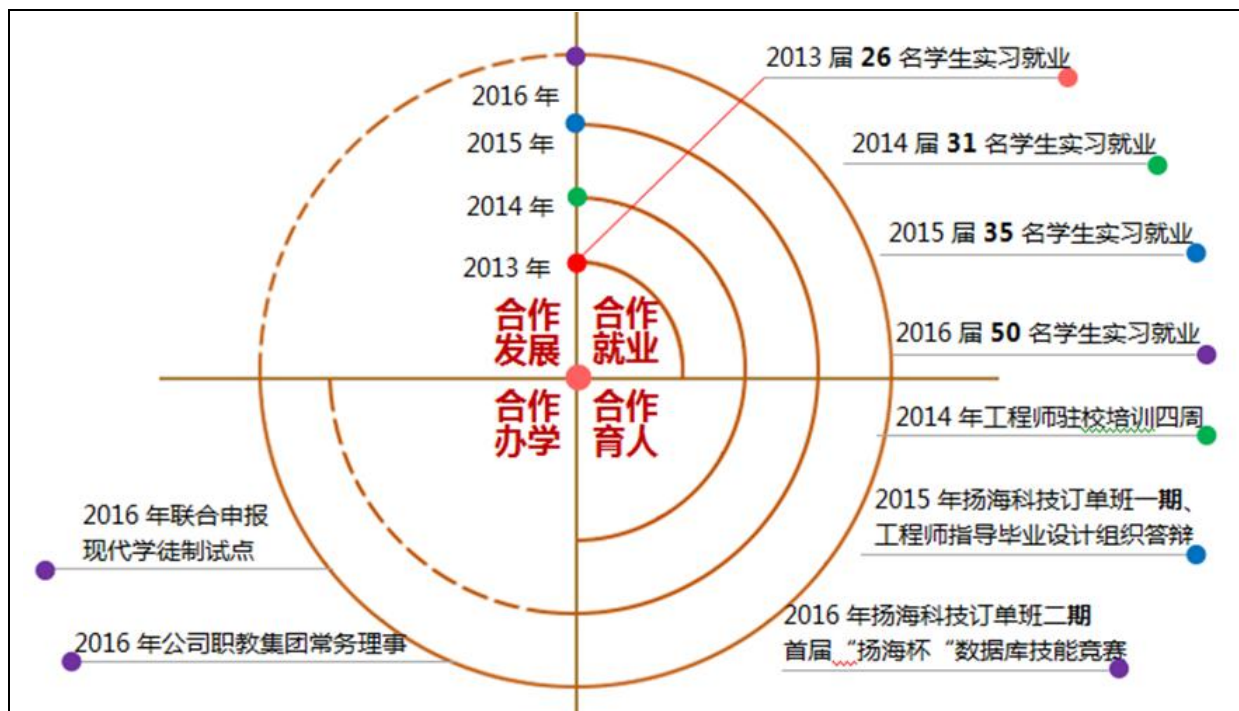 2013 届 26 名学生实习就业
2016 年
2015 年
2014 届 31 名学生实习就业
2014 年
2015 届 35 名学生实习就业
2013 年
合作
发展
合作
就业
2016 届 50 名学生实习就业
合作
办学
合作
育人
2014 年工程师驻校培训四周
2015 年扬海科技订单班一期、
工程师指导毕业设计组织答辩
2016 年联合申报
现代学徒制试点
2016 年扬海科技订单班二期
首届“扬海杯“数据库技能竞赛
2016 年公司职教集团常务理事